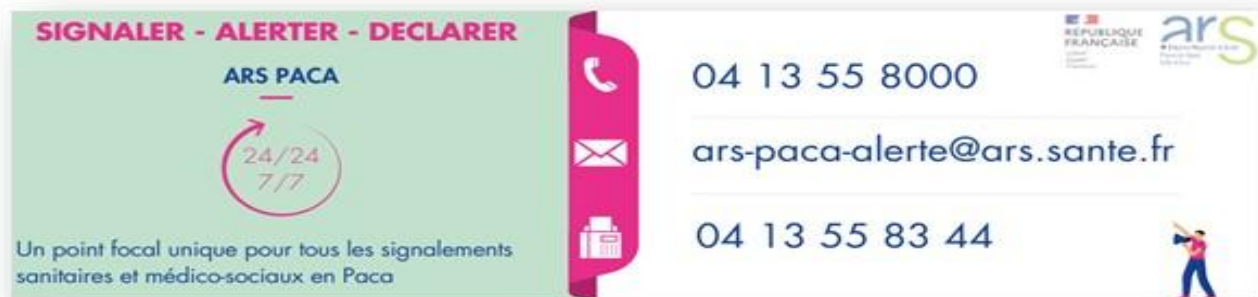 SIGNALER - ALERTER - DECLARER
ARS PACA
24/24
7/7
Un point focal unique pour tous les signalements
sanitaires et médico-sociaux en Paca
04 13 55 8000
ars-paca-alerte@ars.sante.fr
04 13 55 83 44
RÉPUBLIQUE
FRANÇAISE
ars